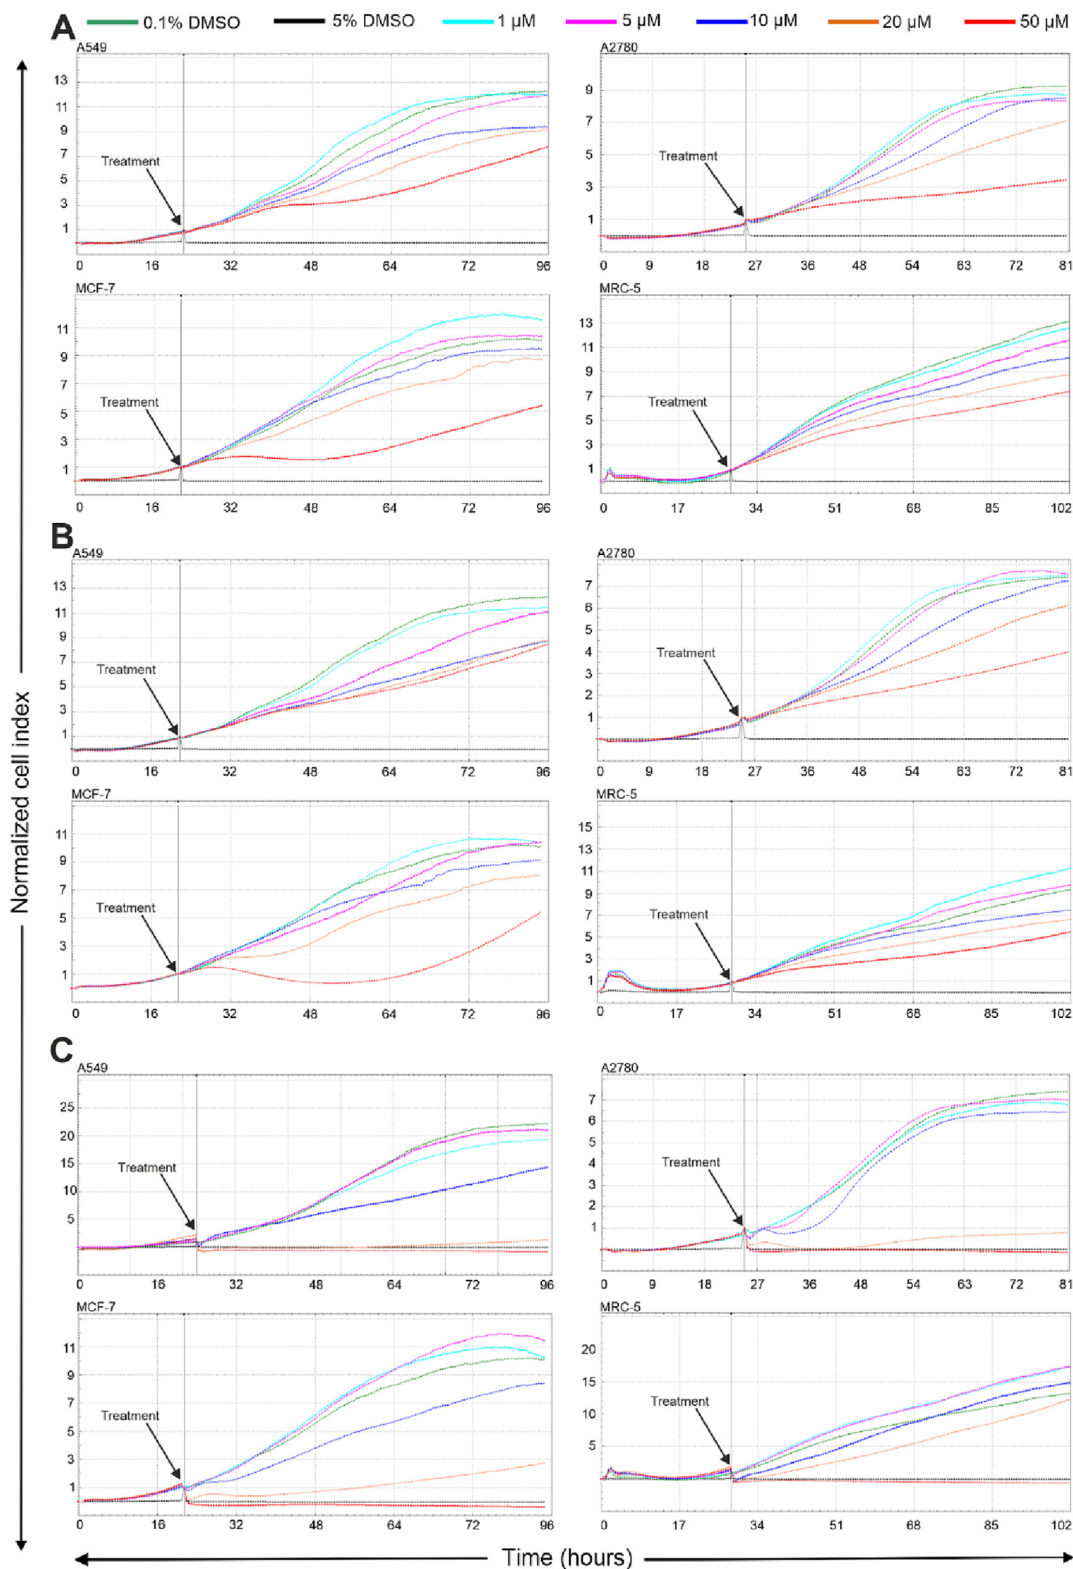 A
0.1% DMSO 5% DMSO 1 µM 5 µM 10 µM 20 µM 50 µM
A549
13
11
9
7
5
3
1
Treatment
0 16 32 48 64 72 96
A2780
9
7
5
3
1
Treatment
0 9 18 27 36 48 54 63 72 81
MCF-7
11
9
7
5
3
1
Treatment
0 16 32 48 64 72 96
MRC-5
13
11
9
7
5
3
1
Treatment
0 17 34 51 68 85 102
B
A549
13
11
9
7
5
3
1
Treatment
0 16 32 48 64 72 96
A2780
7
6
5
4
3
2
1
Treatment
0 9 18 27 36 48 54 63 72 81
MCF-7
11
9
7
5
3
1
Treatment
0 16 32 48 64 72 96
MRC-5
15
11
9
7
5
3
1
Treatment
0 17 34 51 68 85 102
C
A549
25
20
15
10
5
Treatment
0 16 32 48 64 72 96
A2780
7
6
5
4
3
2
1
Treatment
0 9 18 27 36 48 54 63 72 81
MCF-7
11
9
7
5
3
1
Treatment
0 16 32 48 64 72 96
MRC-5
20
15
10
5
Treatment
0 17 34 51 68 85 102
Normalized cell index
Time (hours)